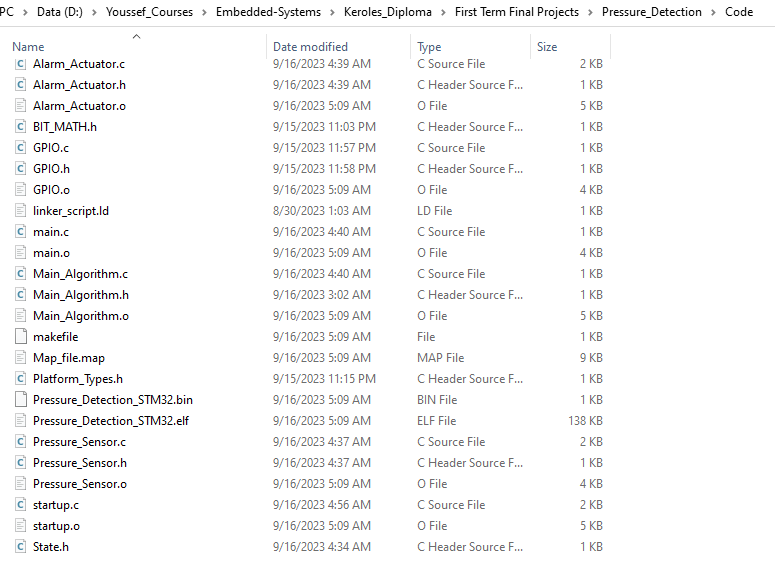 PC > Data (D:) > Youssef_Courses > Embedded-Systems > Keroles_Diploma > First Term Final Projects > Pressure_Detection > Code
Name Date modified Type Size
Alarm_Actuator.c 9/16/2023 4:39 AM C Source File 2 KB
Alarm_Actuator.h 9/16/2023 4:39 AM C Header Source F... 1 KB
Alarm_Actuator.o 9/16/2023 5:09 AM O File 5 KB
BIT_MATH.h 9/15/2023 11:03 PM C Header Source F... 1 KB
GPIO.c 9/15/2023 11:57 PM C Source File 1 KB
GPIO.h 9/15/2023 11:58 PM C Header Source F... 1 KB
GPIO.o 9/16/2023 5:09 AM O File 4 KB
linker_script.ld 8/30/2023 1:03 AM LD File 1 KB
main.c 9/16/2023 4:40 AM C Source File 1 KB
main.o 9/16/2023 5:09 AM O File 4 KB
Main_Algorithm.c 9/16/2023 4:40 AM C Source File 1 KB
Main_Algorithm.h 9/16/2023 3:02 AM C Header Source F... 1 KB
Main_Algorithm.o 9/16/2023 5:09 AM O File 5 KB
makefile 9/16/2023 5:09 AM File 1 KB
Map_file.map 9/16/2023 5:09 AM MAP File 9 KB
Platform_Types.h 9/15/2023 11:15 PM C Header Source F... 1 KB
Pressure_Detection_STM32.bin 9/16/2023 5:09 AM BIN File 1 KB
Pressure_Detection_STM32.elf 9/16/2023 5:09 AM ELF File 138 KB
Pressure_Sensor.c 9/16/2023 4:37 AM C Source File 2 KB
Pressure_Sensor.h 9/16/2023 4:37 AM C Header Source F... 1 KB
Pressure_Sensor.o 9/16/2023 5:09 AM O File 4 KB
startup.c 9/16/2023 4:56 AM C Source File 2 KB
startup.o 9/16/2023 5:09 AM O File 5 KB
State.h 9/16/2023 4:34 AM C Header Source F... 1 KB